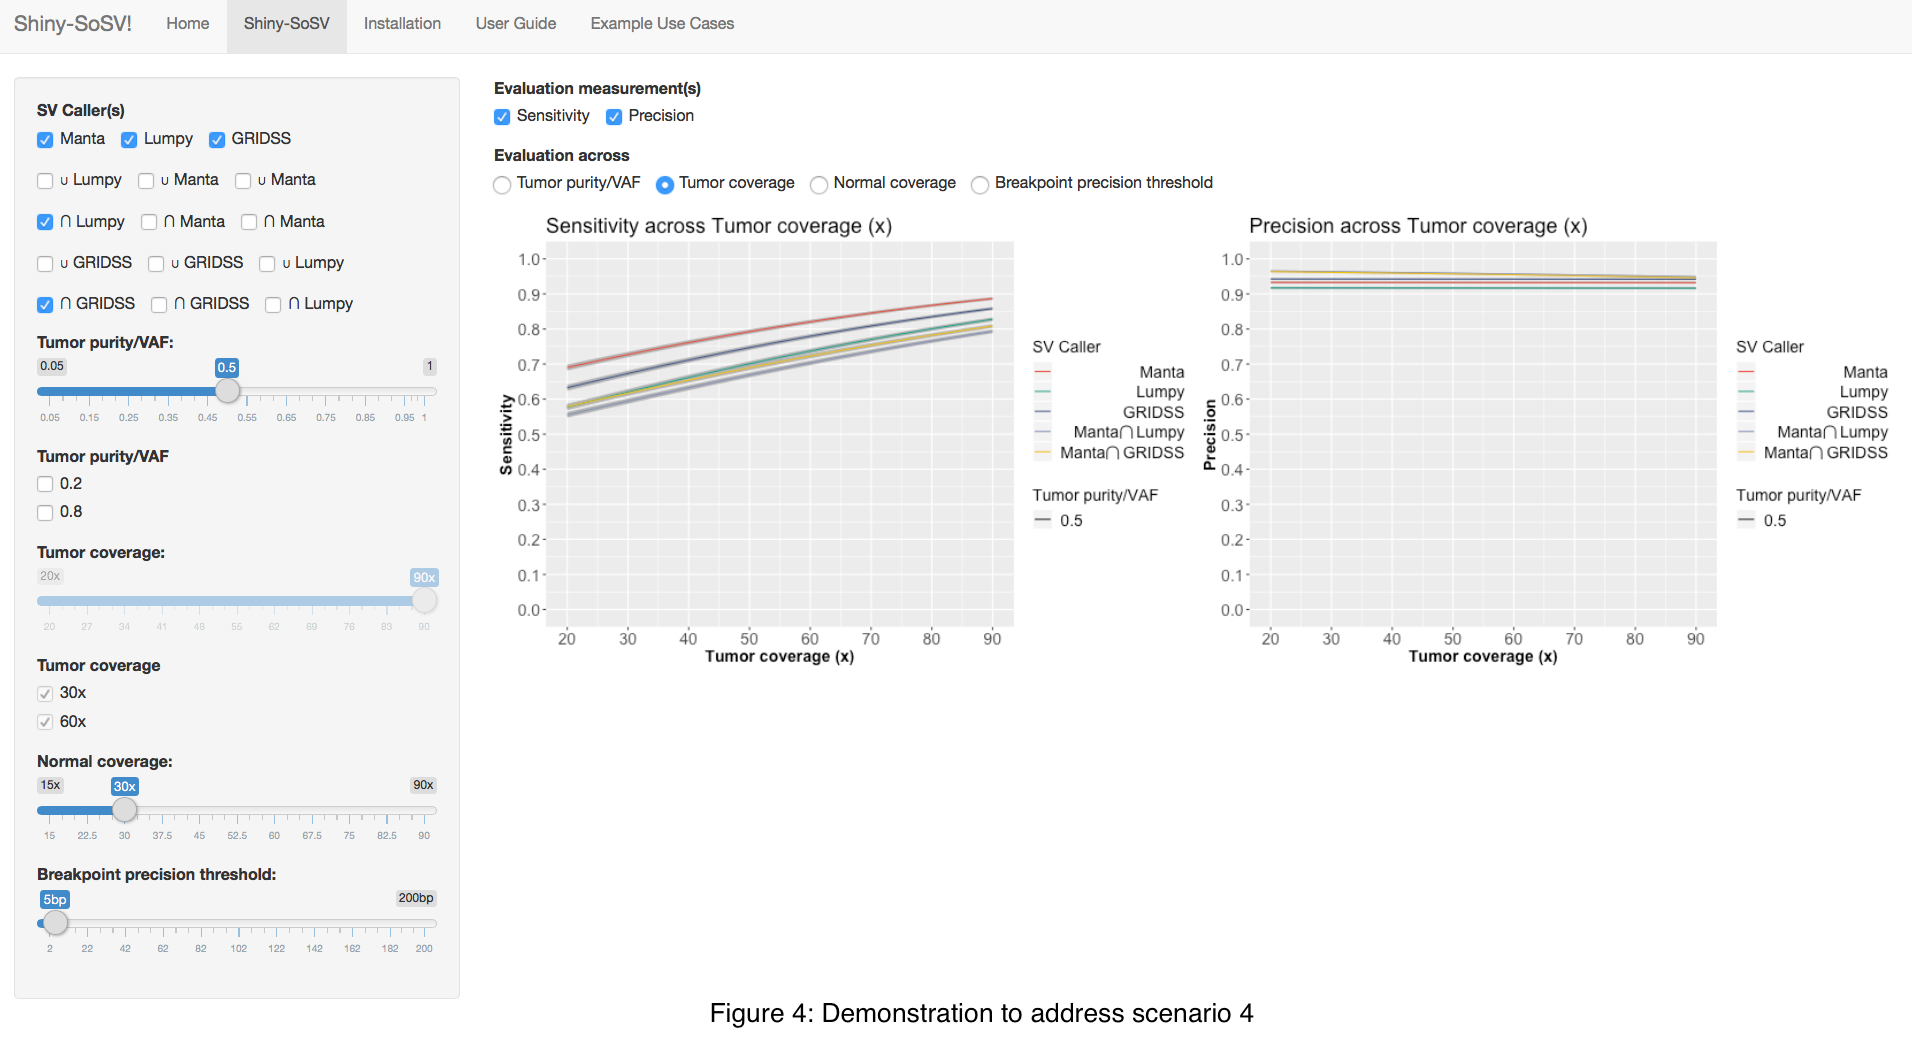 Shiny-SoSV! Home Shiny-SoSV Installation User Guide Example Use Cases
SV Caller(s)
Manta Lumpy GRIDSS
∪ Lumpy ∪ Manta ∪ Manta
∩ Lumpy ∩ Manta ∩ Manta
∪ GRIDSS ∪ GRIDSS ∪ Lumpy
∩ GRIDSS ∩ GRIDSS ∩ Lumpy
Tumor purity/VAF:
0.05 0.5 1
0.05 0.15 0.25 0.35 0.45 0.55 0.65 0.75 0.85 0.95 1
Tumor purity/VAF
0.2
0.8
Tumor coverage:
20x 90x
20 27 34 41 48 55 62 69 76 83 90
Tumor coverage
30x
60x
Normal coverage:
15x 30x 90x
15 22.5 30 37.5 45 52.5 60 67.5 75 82.5 90
Breakpoint precision threshold:
5bp 200bp
2 22 42 62 82 102 122 142 162 182 200
Evaluation measurement(s)
Sensitivity Precision
Evaluation across
Tumor purity/VAF Tumor coverage Normal coverage Breakpoint precision threshold
Sensitivity across Tumor coverage (x)
1.0
0.9
0.8
0.7
0.6
0.5
0.4
0.3
0.2
0.1
0.0
Sensitivity
20 30 40 50 60 70 80 90
Tumor coverage (x)
SV Caller
Manta
Lumpy
GRIDSS
Manta∩ Lumpy
Manta∩ GRIDSS
Tumor purity/VAF
0.5
Precision across Tumor coverage (x)
1.0
0.9
0.8
0.7
0.6
0.5
0.4
0.3
0.2
0.1
0.0
Precision
20 30 40 50 60 70 80 90
Tumor coverage (x)
SV Caller
Manta
Lumpy
GRIDSS
Manta∩ Lumpy
Manta∩ GRIDSS
Tumor purity/VAF
0.5
Figure 4: Demonstration to address scenario 4